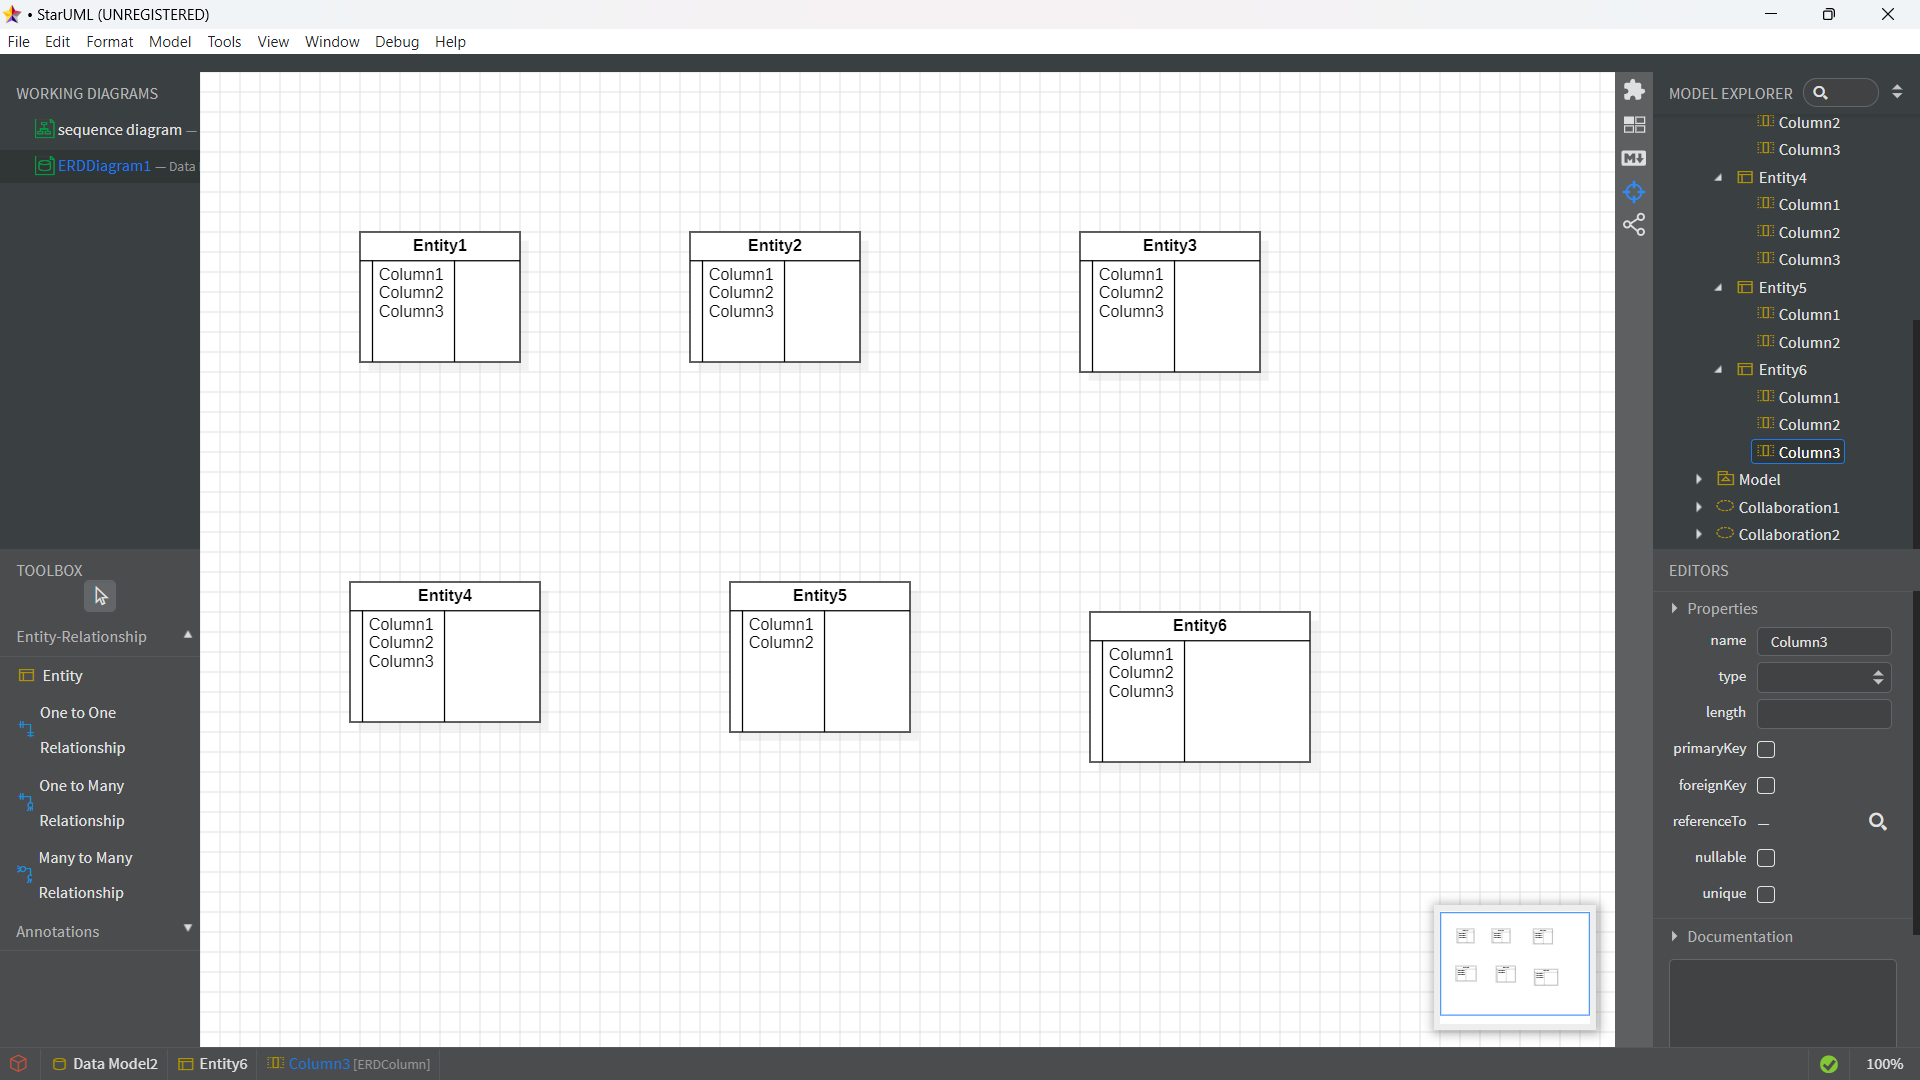 • StarUML (UNREGISTERED)
File Edit Format Model Tools View Window Debug Help
WORKING DIAGRAMS
sequence diagram —
ERDDiagram1 — Data
TOOLBOX
Entity-Relationship
Entity
One to One
Relationship
One to Many
Relationship
Many to Many
Relationship
Annotations
Entity1
Column1
Column2
Column3
Entity2
Column1
Column2
Column3
Entity3
Column1
Column2
Column3
Entity4
Column1
Column2
Column3
Entity5
Column1
Column2
Entity6
Column1
Column2
Column3
M
MODEL EXPLORER
Column2
Column3
Entity4
Column1
Column2
Column3
Entity5
Column1
Column2
Entity6
Column1
Column2
Column3
Model
Collaboration1
Collaboration2
EDITORS
Properties
name Column3
type
length
primaryKey
foreignKey
referenceTo —
nullable
unique
Documentation
Data Model2 Entity6 Column3 [ERDColumn]
100%